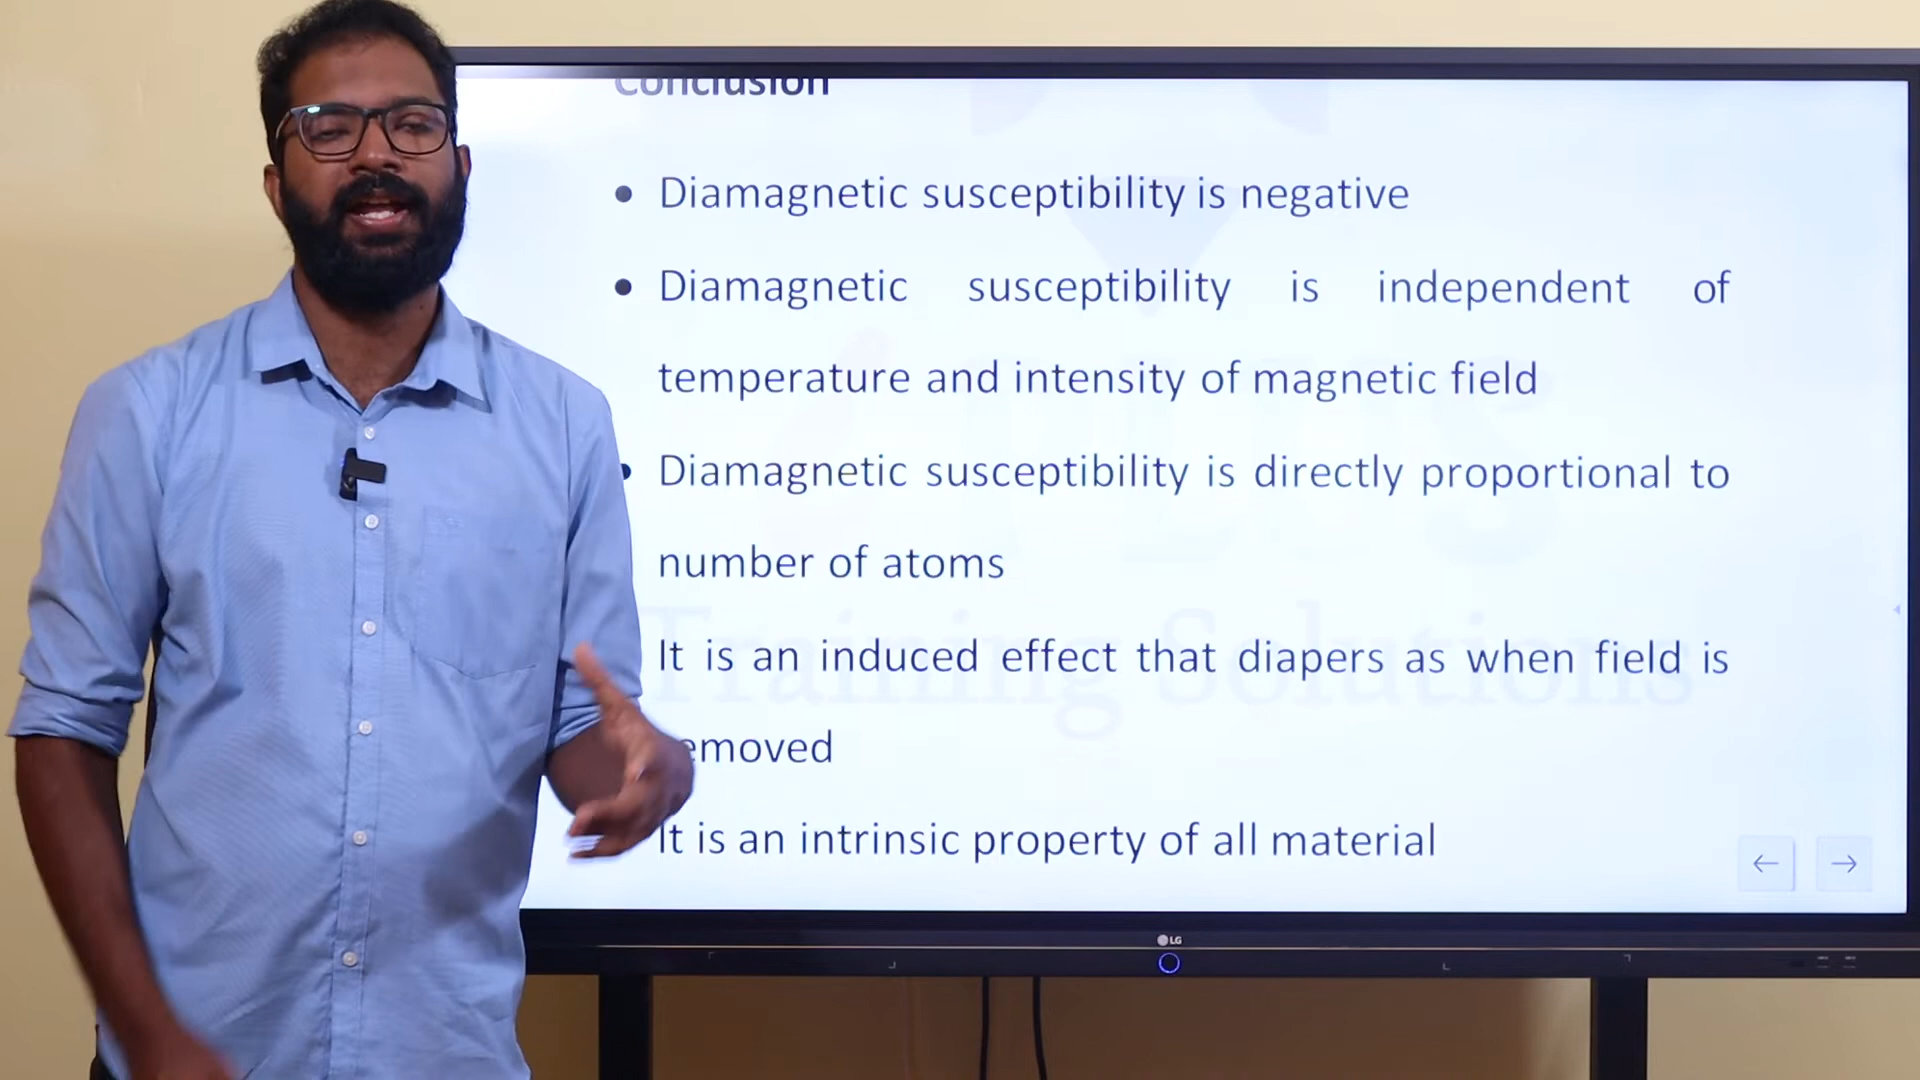 Conclusion
• Diamagnetic susceptibility is negative
• Diamagnetic susceptibility is independent of
temperature and intensity of magnetic field
• Diamagnetic susceptibility is directly proportional to
number of atoms
It is an induced effect that diapers as when field is
emoved
It is an intrinsic property of all material
Training Solutions
LG